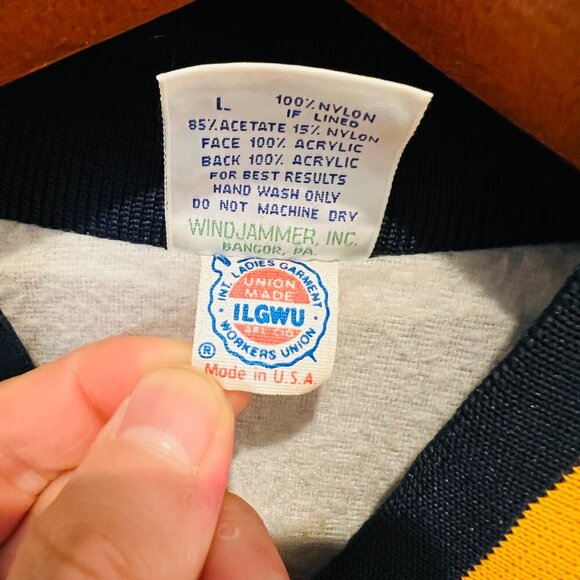 L 100% NYLON
IF LINED
85% ACETATE 15% NYLON
FACE 100% ACRYLIC
BACK 100% ACRYLIC
FOR BEST RESULTS
HAND WASH ONLY
DO NOT MACHINE DRY
WINDJAMMER, INC.
BANGOR, PA.
INT. LADIES GARMENT
UNION
MADE
ILGWU
AFL CIO
WORKERS UNION
®
Made in U.S.A